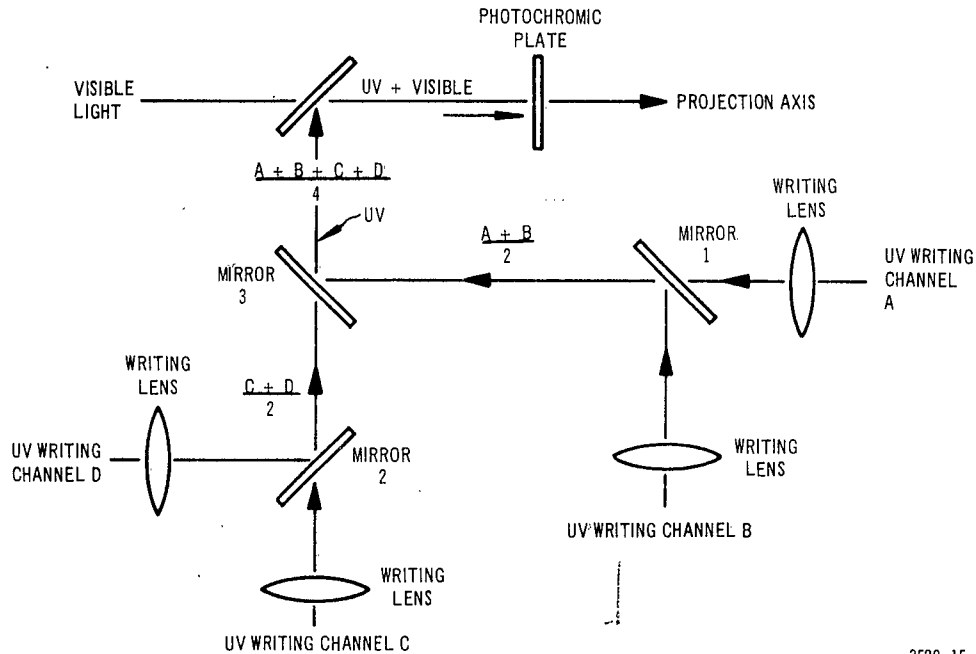 PHOTOCHROMIC
PLATE
VISIBLE
LIGHT
UV + VISIBLE
PROJECTION AXIS
A + B + C + D
4
UV
WRITING
LENS
A + B
2
MIRROR
1
UV WRITING
CHANNEL
A
MIRROR
3
WRITING
LENS
C + D
2
UV WRITING
CHANNEL D
MIRROR
2
WRITING
LENS
UV WRITING CHANNEL B
WRITING
LENS
UV WRITING CHANNEL C